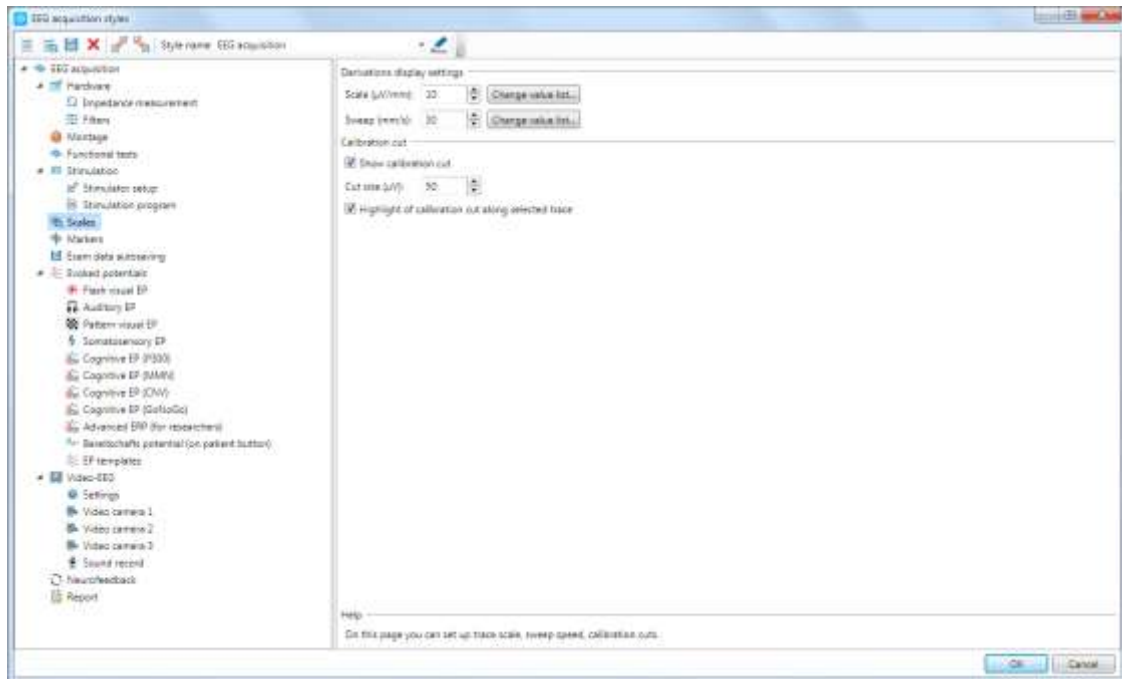 EEG acquisition styles
Style name EEG acquisition
EEG acquisition
Hardware
Impedance measurement
Filters
Montage
Functional tests
Stimulation
Stimulator setup
Stimulation program
Scales
Markers
Exam data autosaving
Evoked potentials
Flash visual EP
Auditory EP
Pattern visual EP
Somatosensory EP
Cognitive EP (P300)
Cognitive EP (MMN)
Cognitive EP (CNV)
Cognitive EP (GoNoGo)
Advanced ERP (for researchers)
Bereitschafts potential (on patient button)
EP templates
Video-EEG
Settings
Video camera 1
Video camera 2
Video camera 3
Sound record
Neurofeedback
Report
Derivations display settings
Scale (µV/mm): 10 Change value list...
Sweep (mm/s): 30 Change value list...
Calibration cut
Show calibration cut
Cut size (µV): 50
Highlight of calibration cut along selected trace
Help
On this page you can set up trace scale, sweep speed, calibration cuts.
OK Cancel